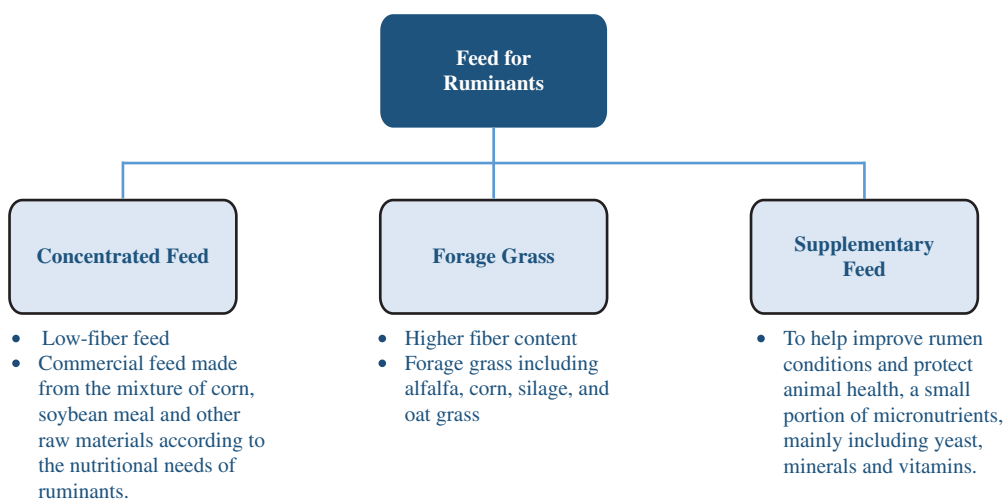 Feed for
Ruminants
Concentrated Feed
Forage Grass
Supplementary
Feed
• Low-fiber feed
• Commercial feed made
from the mixture of corn,
soybean meal and other
raw materials according to
the nutritional needs of
ruminants.
• Higher fiber content
• Forage grass including
alfalfa, corn, silage, and
oat grass
• To help improve rumen
conditions and protect
animal health, a small
portion of micronutrients,
mainly including yeast,
minerals and vitamins.